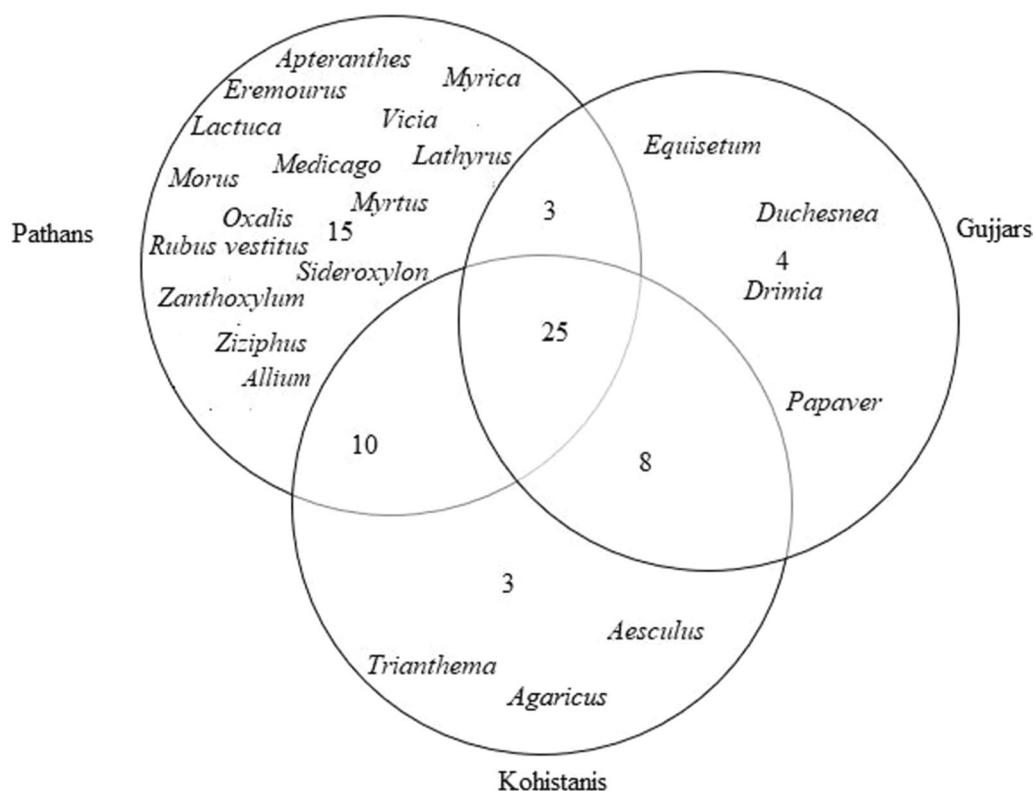 Apteranthes
Myrica
Eremourus
Lactuca
Vicia
Equisetum
Medicago
Lathyrus
Morus
Myrtus
3
Duchesnea
Oxalis
Pathans
15
Gujjars
Rubus vestitus
4
Sideroxylon
Drimia
Zanthoxylum
25
Ziziphus
Allium
Papaver
10
8
3
Aesculus
Trianthema
Agaricus
Kohistanis